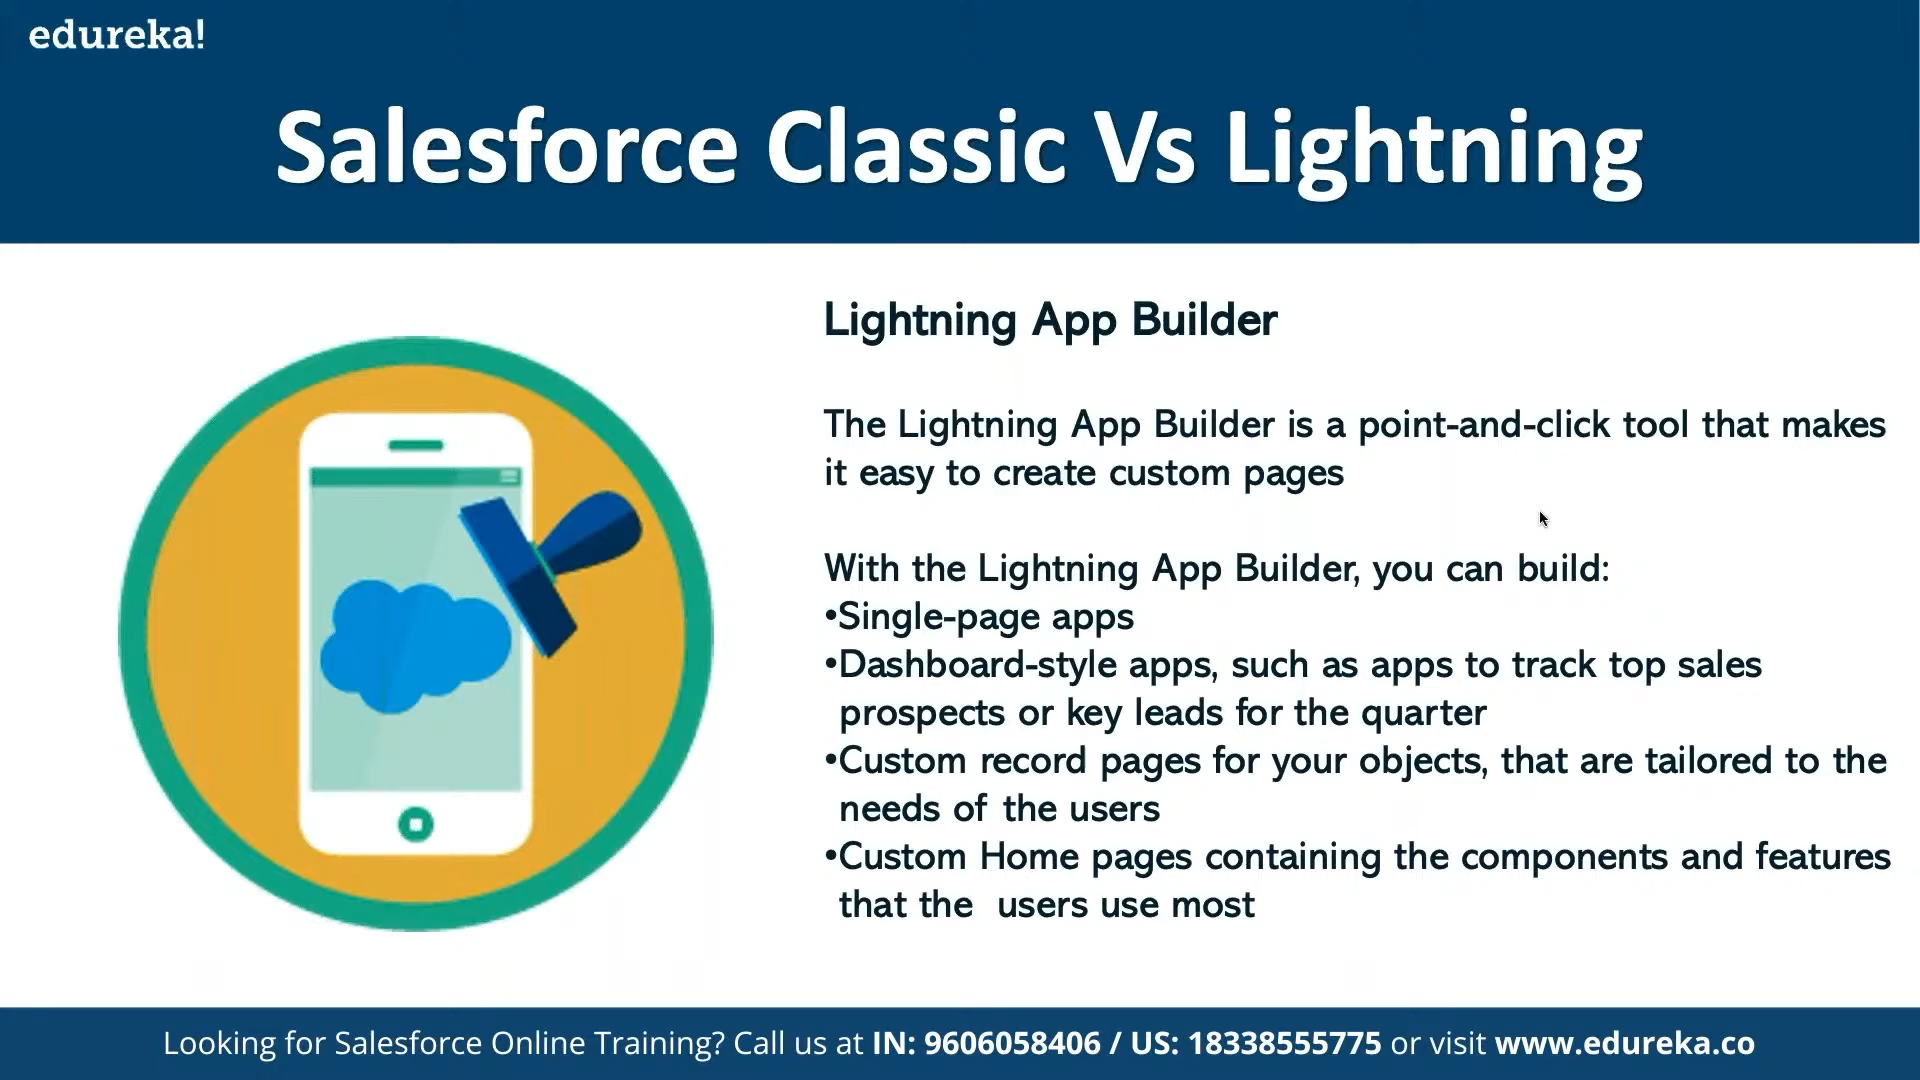 edureka!
Salesforce Classic Vs Lightning
Lightning App Builder
The Lightning App Builder is a point-and-click tool that makes
it easy to create custom pages
With the Lightning App Builder, you can build:
•Single-page apps
•Dashboard-style apps, such as apps to track top sales
prospects or key leads for the quarter
•Custom record pages for your objects, that are tailored to the
needs of the users
•Custom Home pages containing the components and features
that the users use most
Looking for Salesforce Online Training? Call us at IN: 9606058406 / US: 18338555775 or visit www.edureka.co